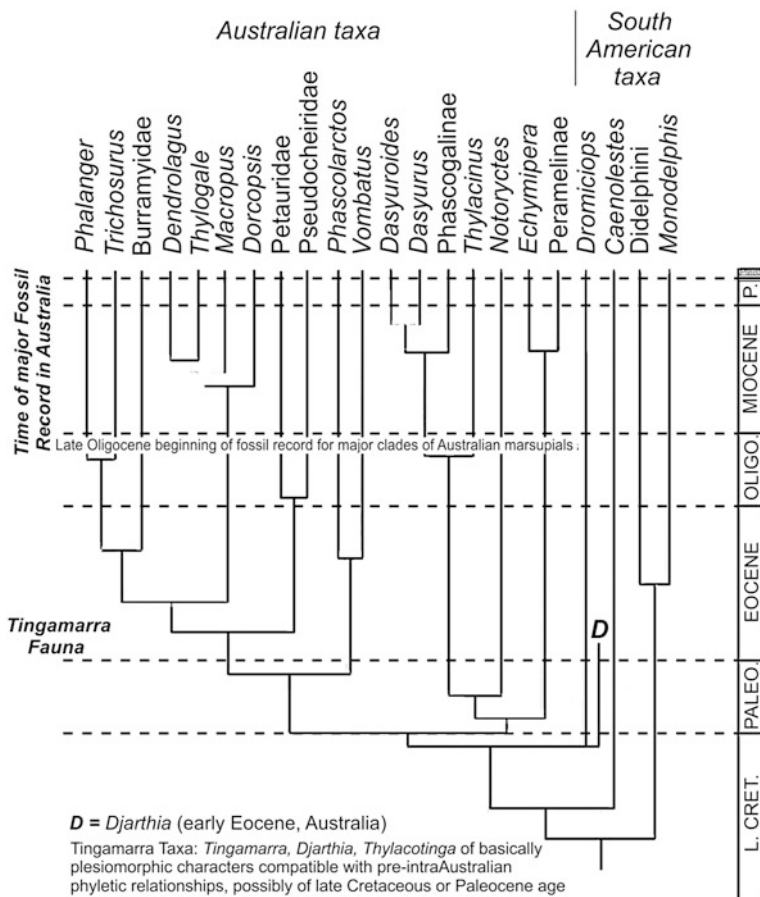 Australian taxa
South
American
taxa
Phalanger
Trichosurus
Burramyidae
Dendrolagus
Thylogale
Macropus
Dorcopsis
Petauridae
Pseudocheiridae
Phascolarctos
Vombatus
Dasyuroides
Dasyurus
Phascogalinae
Thylacinus
Notoryctes
Echymipera
Peramelinae
Dromiciops
Caenolestes
Didelphini
Monodelphis
P.
MIOCENE
OLIGO.
EOCENE
PALEO.
L. CRET.
Time of major Fossil
Record in Australia
Late Oligocene beginning of fossil record for major clades of Australian marsupials
Tingamarra
Fauna
D
D = Djarthia (early Eocene, Australia)
Tingamarra Taxa: Tingamarra, Djarthia, Thylacotinga of basically
plesiomorphic characters compatible with pre-intraAustralian
phyletic relationships, possibly of late Cretaceous or Paleocene age